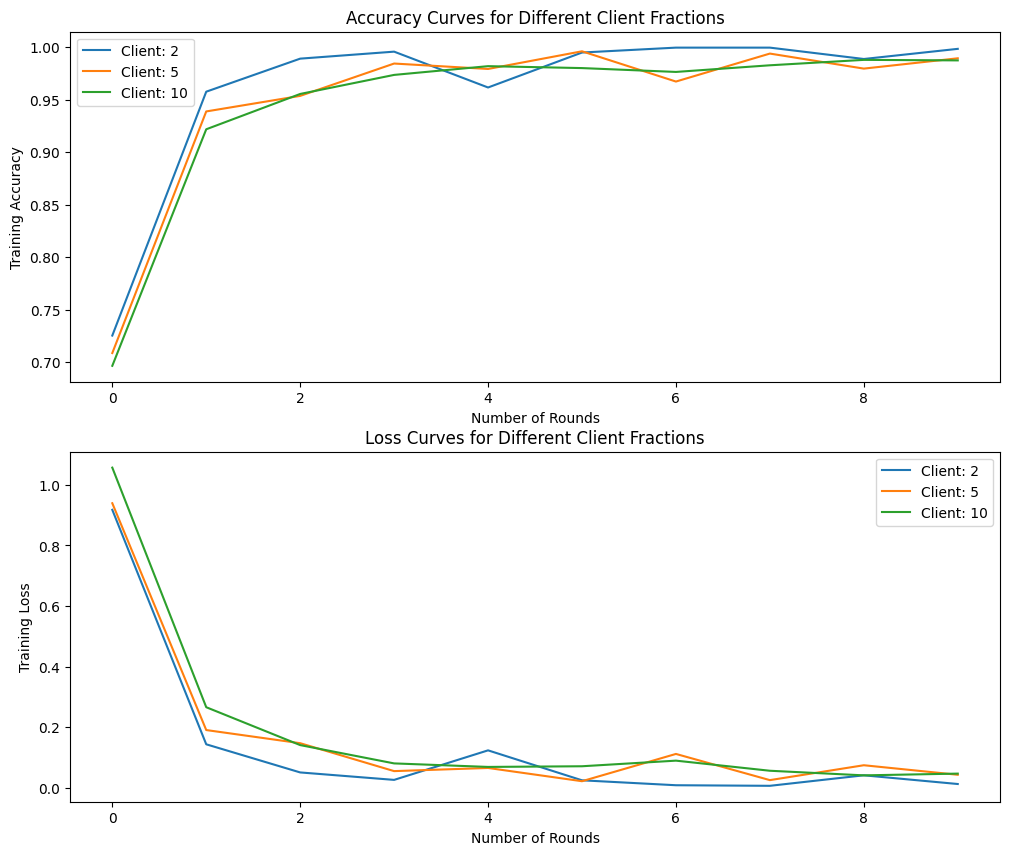 Accuracy Curves for Different Client Fractions
1.00
0.95
0.90
0.85
0.80
0.75
0.70
Training Accuracy
Client: 2
Client: 5
Client: 10
0 2 4 6 8
Number of Rounds
Loss Curves for Different Client Fractions
1.0
0.8
0.6
0.4
0.2
0.0
Training Loss
Client: 2
Client: 5
Client: 10
0 2 4 6 8
Number of Rounds